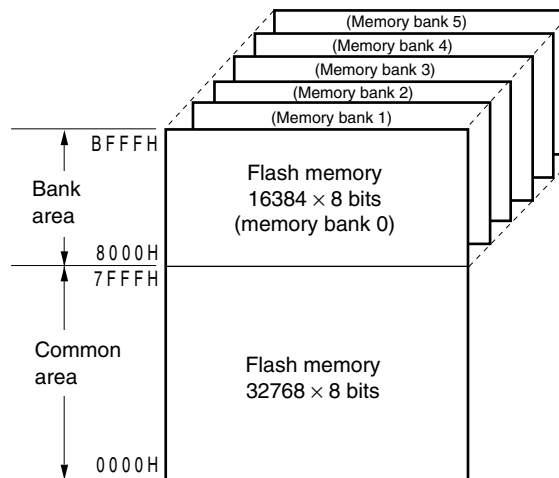 (Memory bank 5)
(Memory bank 4)
(Memory bank 3)
(Memory bank 2)
(Memory bank 1)
BFFFH
Bank
area
Flash memory
16384 × 8 bits
(memory bank 0)
8000H
7FFFH
Common
area
Flash memory
32768 × 8 bits
0000H